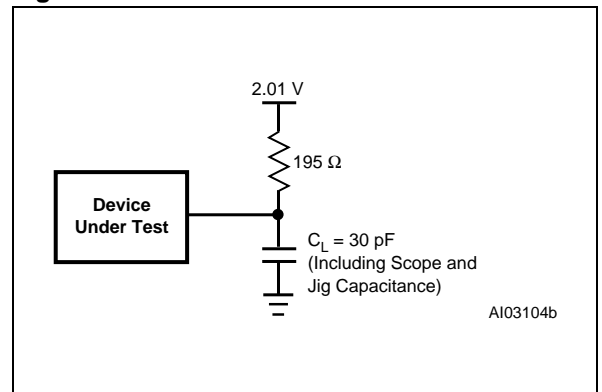 2.01 V
195 Ω
Device
Under Test
C_L = 30 pF
(Including Scope and
Jig Capacitance)
AI03104b